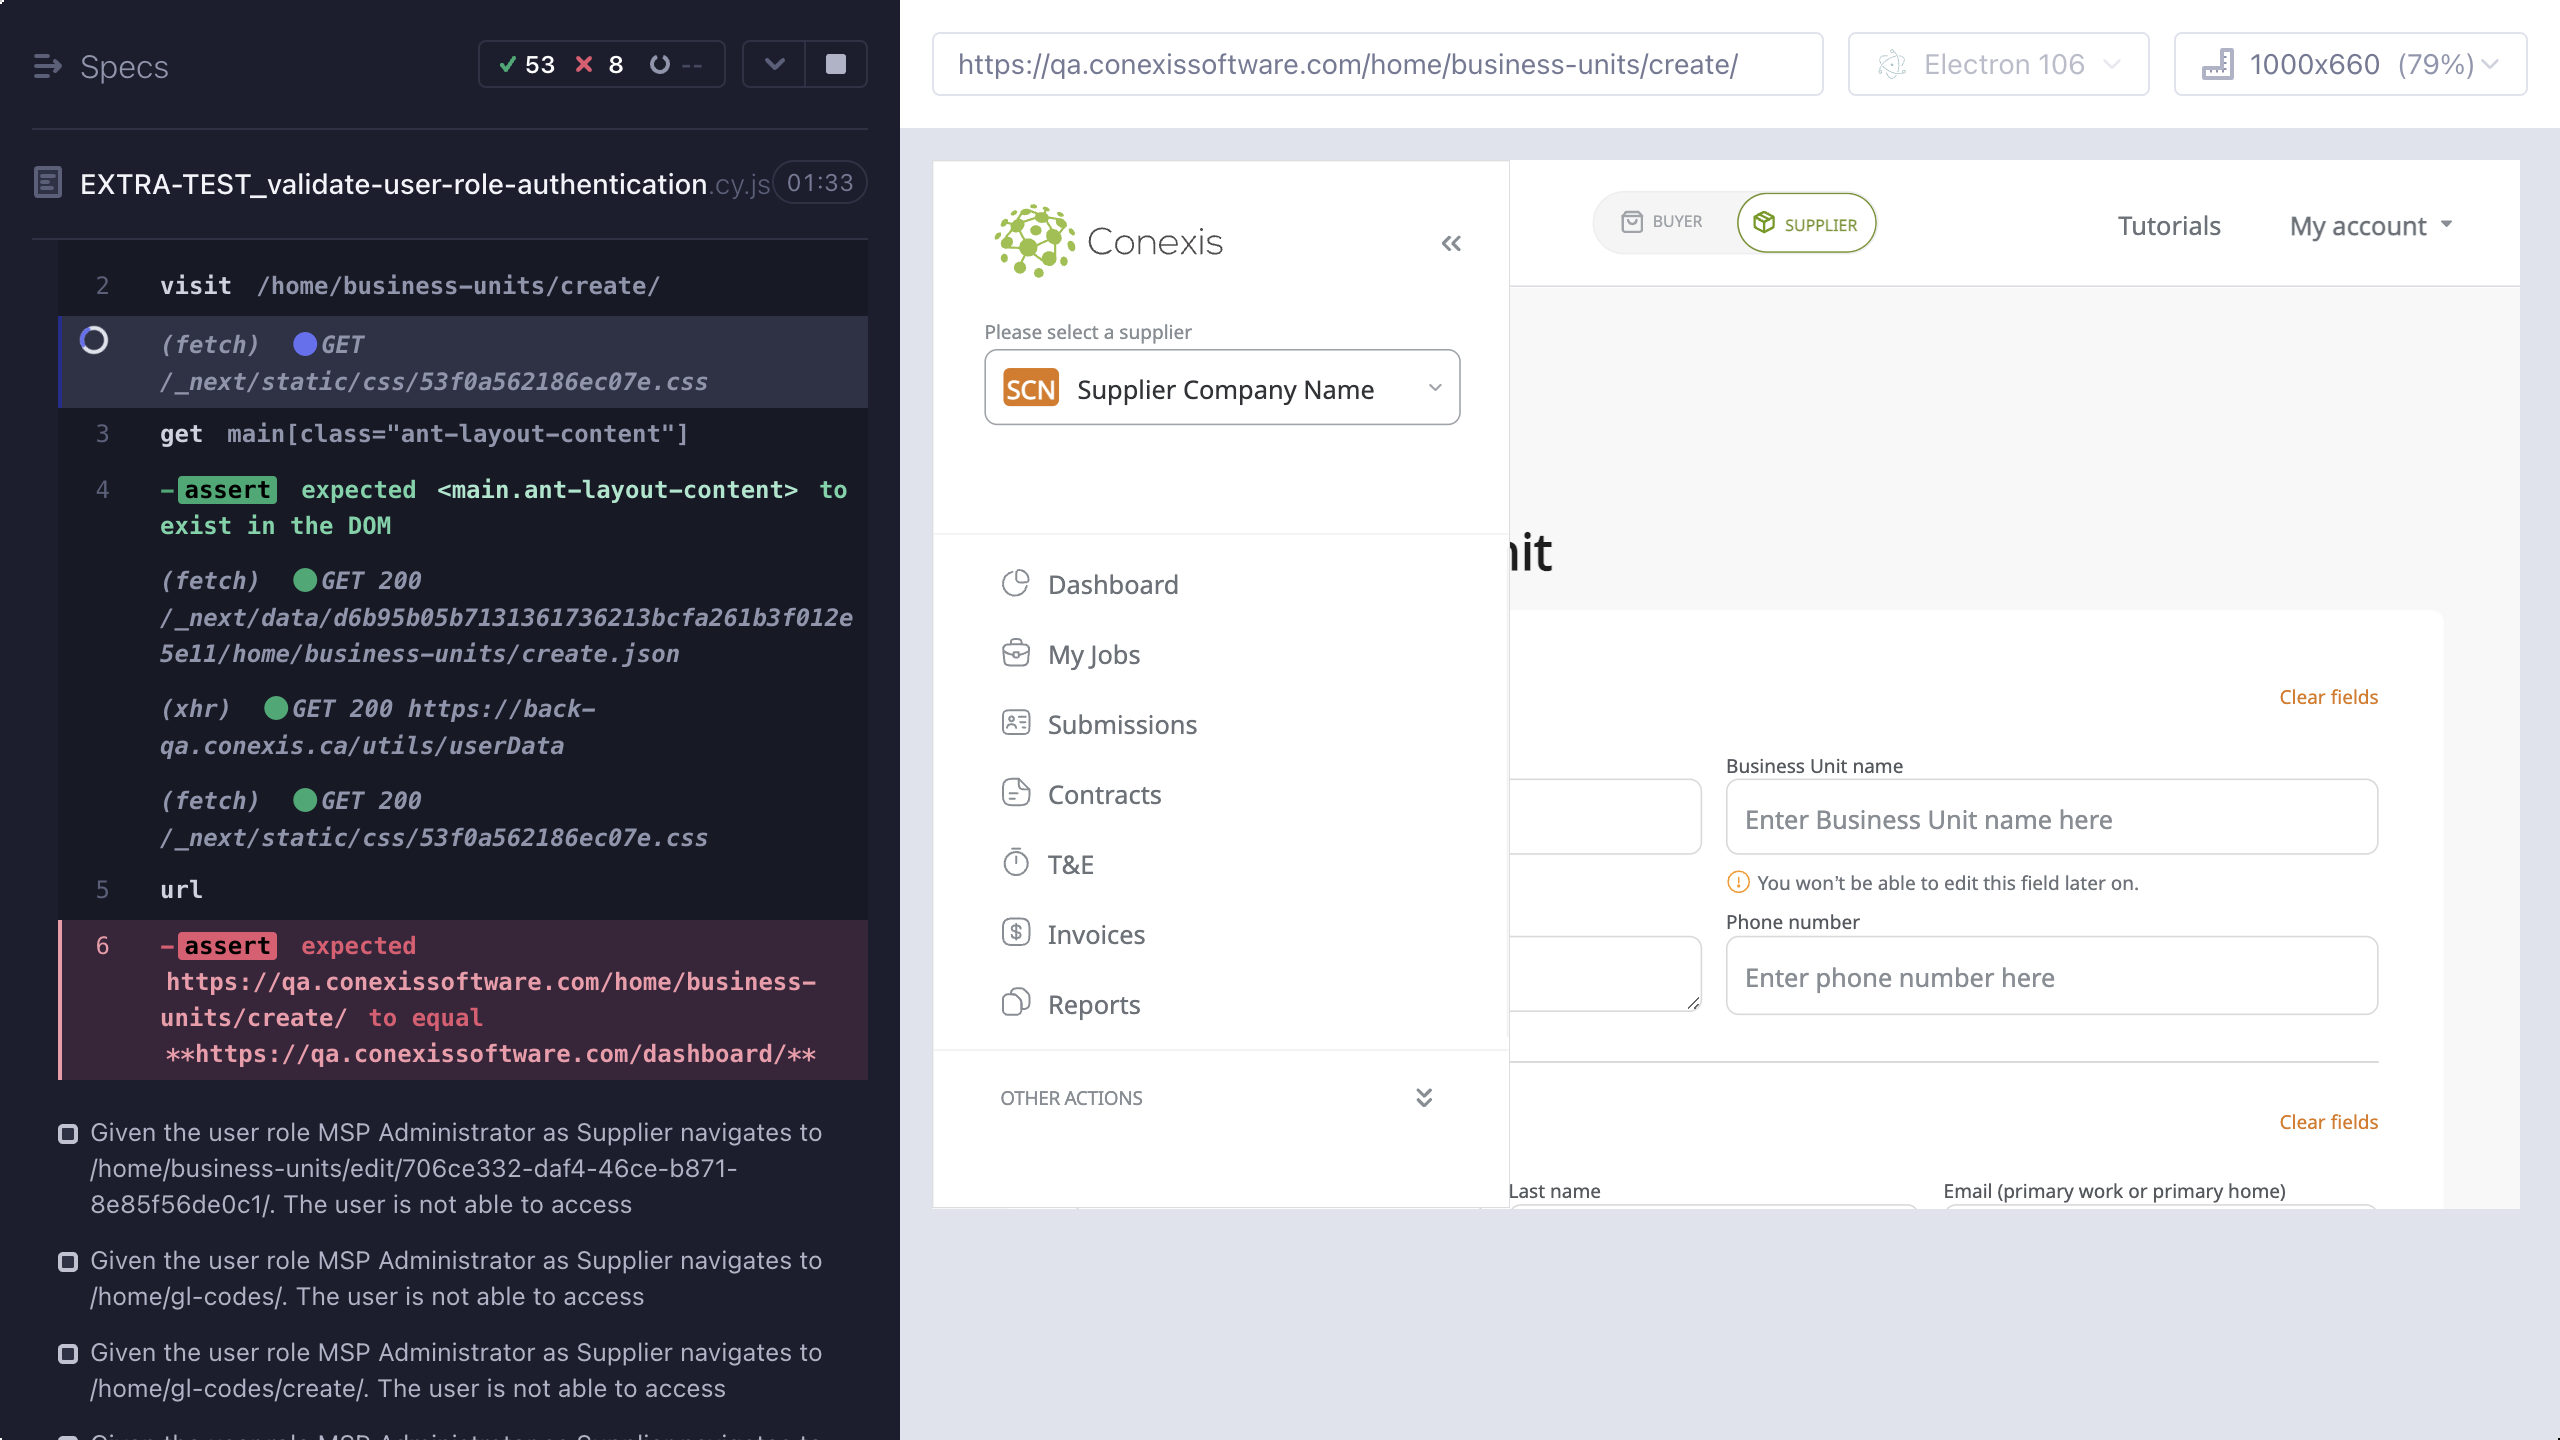 Specs
53
8
--
EXTRA-TEST_validate-user-role-authentication.cy.js
01:33
2 visit /home/business-units/create/
(fetch) GET
/_next/static/css/53f0a562186ec07e.css
3 get main[class="ant-layout-content"]
4 -assert expected <main.ant-layout-content> to
exist in the DOM
(fetch) GET 200
/_next/data/d6b95b05b7131361736213bcfa261b3f012e
5e11/home/business-units/create.json
(xhr) GET 200 https://back-
qa.conexis.ca/utils/userData
(fetch) GET 200
/_next/static/css/53f0a562186ec07e.css
5 url
6 -assert expected
https://qa.conexissoftware.com/home/business-
units/create/ to equal
**https://qa.conexissoftware.com/dashboard/**
Given the user role MSP Administrator as Supplier navigates to
/home/business-units/edit/706ce332-daf4-46ce-b871-
8e85f56de0c1/. The user is not able to access
Given the user role MSP Administrator as Supplier navigates to
/home/gl-codes/. The user is not able to access
Given the user role MSP Administrator as Supplier navigates to
/home/gl-codes/create/. The user is not able to access
https://qa.conexissoftware.com/home/business-units/create/
Electron 106
1000x660 (79%)
Conexis
BUYER
SUPPLIER
Tutorials
My account
Please select a supplier
SCN Supplier Company Name
Dashboard
My Jobs
Submissions
Contracts
T&E
Invoices
Reports
OTHER ACTIONS
nit
Clear fields
Business Unit name
Enter Business Unit name here
You won't be able to edit this field later on.
Phone number
Enter phone number here
Clear fields
Last name
Email (primary work or primary home)